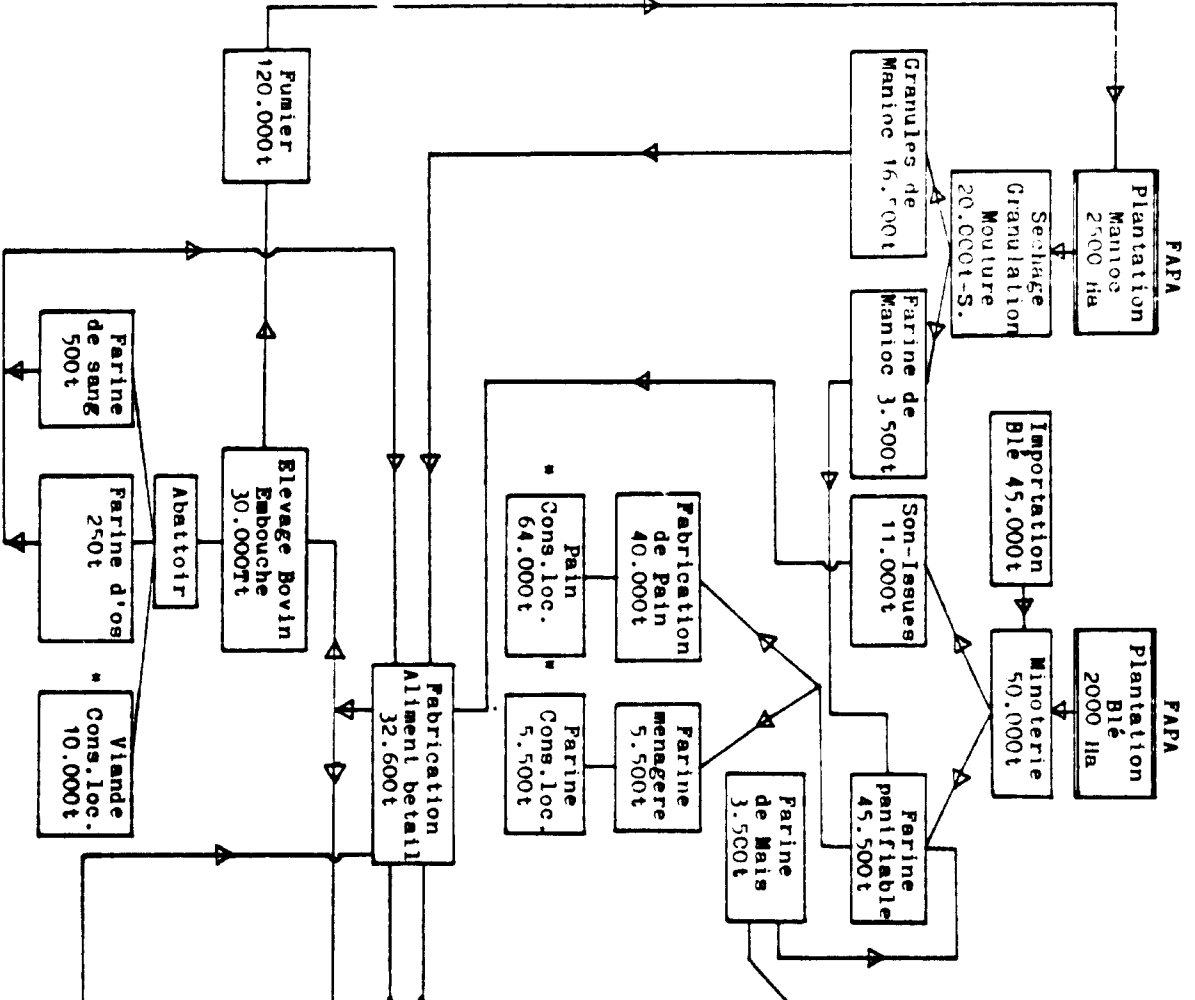 FAPA
Plantation
Manioc
2500 Ha
Sechage
Granulation
Mouture
20.000t-S.
Granules de
Manioc 16.500t
Farine de
Manioc 3.500t
FAPA
Plantation
Blé
2000 Ha
Importation
Blé 45.000t
Minoterie
50.000t
Son-Issues
11.000t
Farine
panifiable
45.500t
Farine
de Mais
3.500t
Fabrication
de Pain
40.000t
Farine
menagere
5.500t
*
Pain
Cons.loc.
64.000t
*
Farine
Cons.loc.
5.500t
Fabrication
Aliment betail
32.600t
Fumier
120.000t
Elevage Bovin
Embouche
30.000Tt
Abattoir
Farine
de sang
500t
Farine d'os
250t
*
Viande
Cons.loc.
10.000t